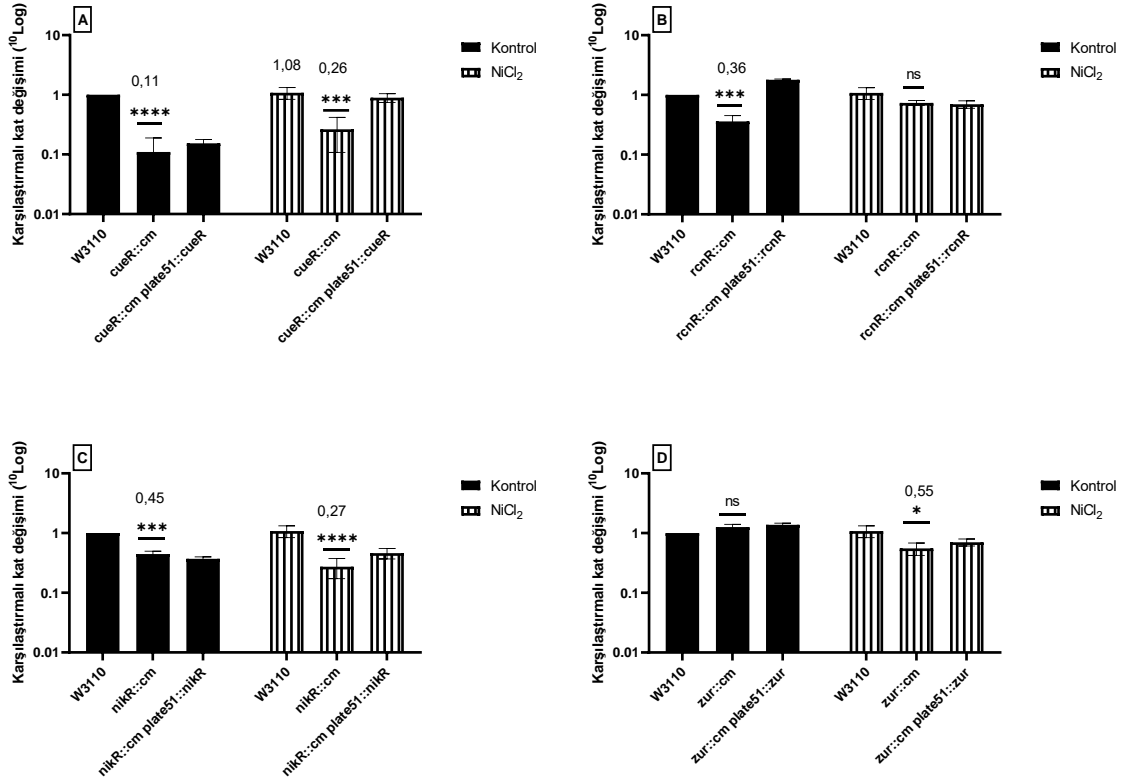 A
Karşılaştırmalı kat değişimi (¹⁰Log)
10
1
0.1
0.01
0,11
****
1,08
0,26
***
Kontrol
NiCl₂
W3110
cueR::cm
cueR::cm plate51::cueR
W3110
cueR::cm
cueR::cm plate51::cueR
B
Karşılaştırmalı kat değişimi (¹⁰Log)
10
1
0.1
0.01
0,36
***
ns
Kontrol
NiCl₂
W3110
rcnR::cm
rcnR::cm plate51::rcnR
W3110
rcnR::cm
rcnR::cm plate51::rcnR
C
Karşılaştırmalı kat değişimi (¹⁰Log)
10
1
0.1
0.01
0,45
***
0,27
****
Kontrol
NiCl₂
W3110
nikR::cm
nikR::cm plate51::nikR
W3110
nikR::cm
nikR::cm plate51::nikR
D
Karşılaştırmalı kat değişimi (¹⁰Log)
10
1
0.1
0.01
ns
0,55
*
Kontrol
NiCl₂
W3110
zur::cm
zur::cm plate51::zur
W3110
zur::cm
zur::cm plate51::zur